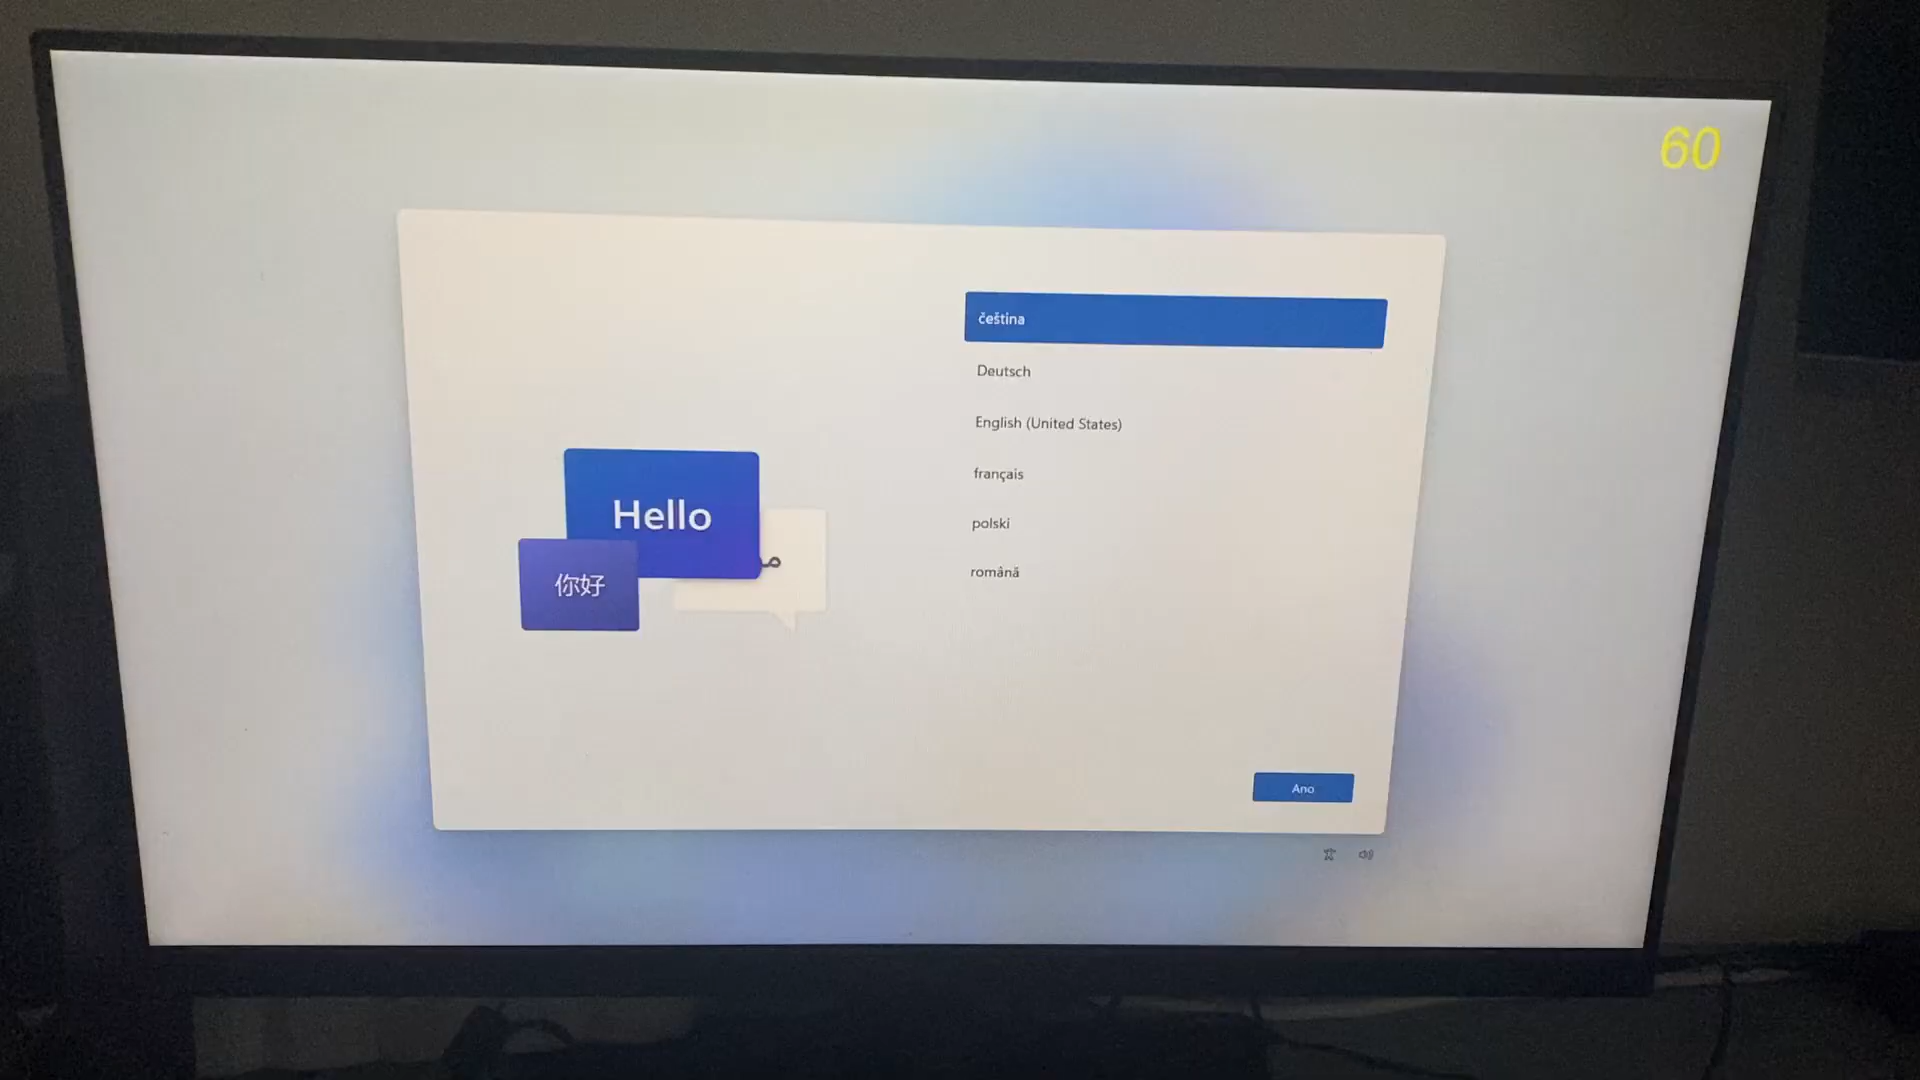 60
čeština
Deutsch
English (United States)
français
polski
română
Hello
你好
Ano